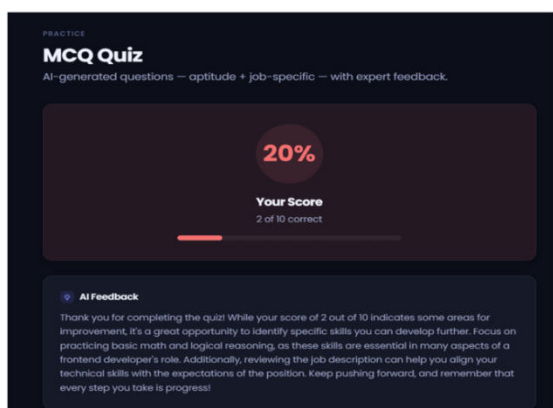 PRACTICE
MCQ Quiz
AI-generated questions — aptitude + job-specific — with expert feedback.
20%
Your Score
2 of 10 correct
AI Feedback
Thank you for completing the quiz! While your score of 2 out of 10 indicates some areas for
improvement, it's a great opportunity to identify specific skills you can develop further. Focus on
practicing basic math and logical reasoning, as these skills are essential in many aspects of a
frontend developer's role. Additionally, reviewing the job description can help you align your
technical skills with the expectations of the position. Keep pushing forward, and remember that
every step you take is progress!